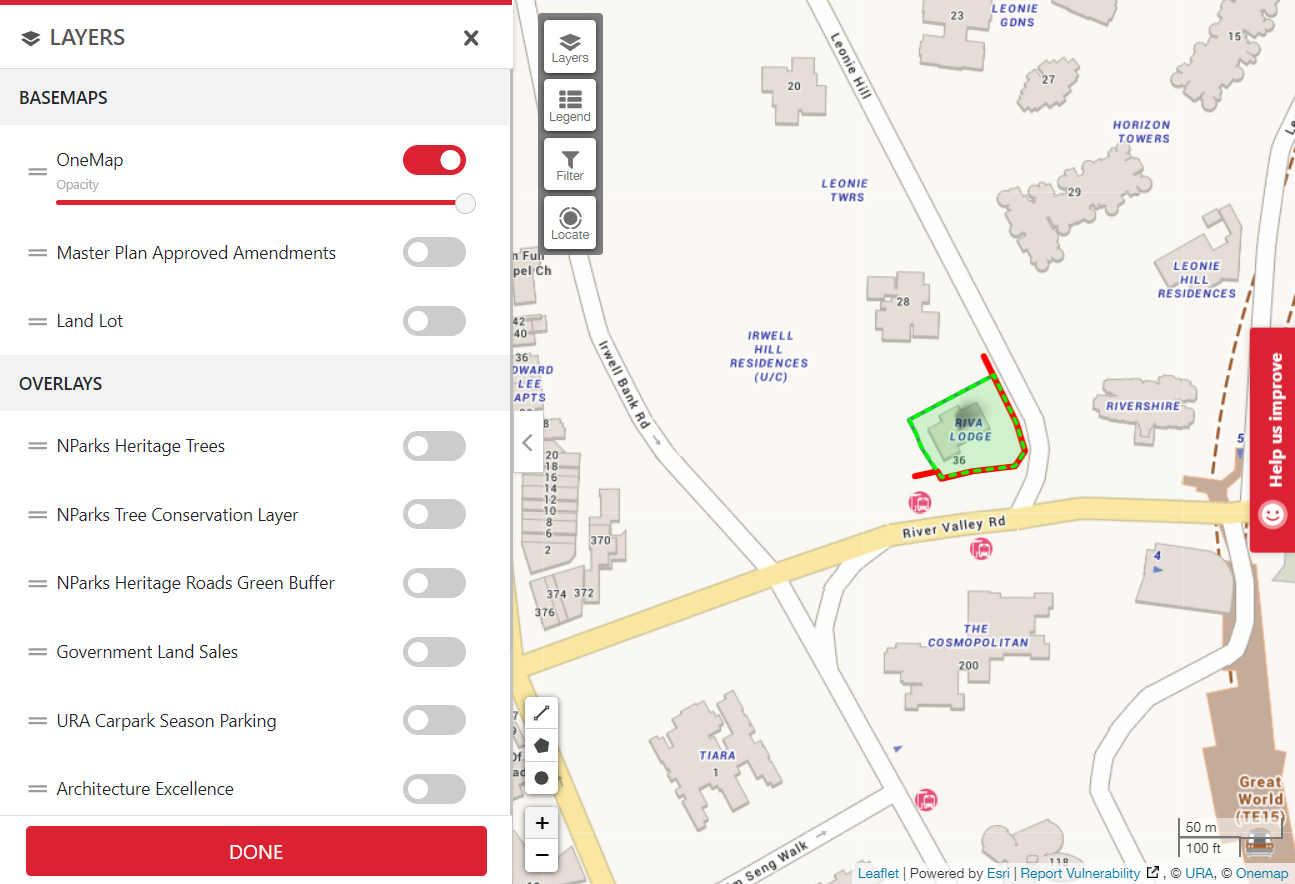 LAYERS
BASEMAPS
OneMap
Opacity
Master Plan Approved Amendments
Land Lot
OVERLAYS
NParks Heritage Trees
NParks Tree Conservation Layer
NParks Heritage Roads Green Buffer
Government Land Sales
URA Carpark Season Parking
Architecture Excellence
DONE
Layers
Legend
Filter
Locate
LEONIE
GDNS
23
15
Leonie Hill
20
27
HORIZON
TOWERS
LEONIE
TWRS
29
n Ful
pel Ch
LEONIE
HILL
RESIDENCES
28
42
40
IRWELL
HILL
RESIDENCES
(U/C)
36
LEE
APTS
Irwell Bank Rd
RIVA
LODGE
36
RIVERSHIRE
Help us improve
5
8
20
18
16
14
12
10
8
6
2
370
374 372
376
River Valley Rd
4
THE
COSMOPOLITAN
200
TIARA
1
Great
World
(TE15)
Seng Walk
118
+
−
50 m
100 ft
Leaflet | Powered by Esri | Report Vulnerability , © URA, © Onemap